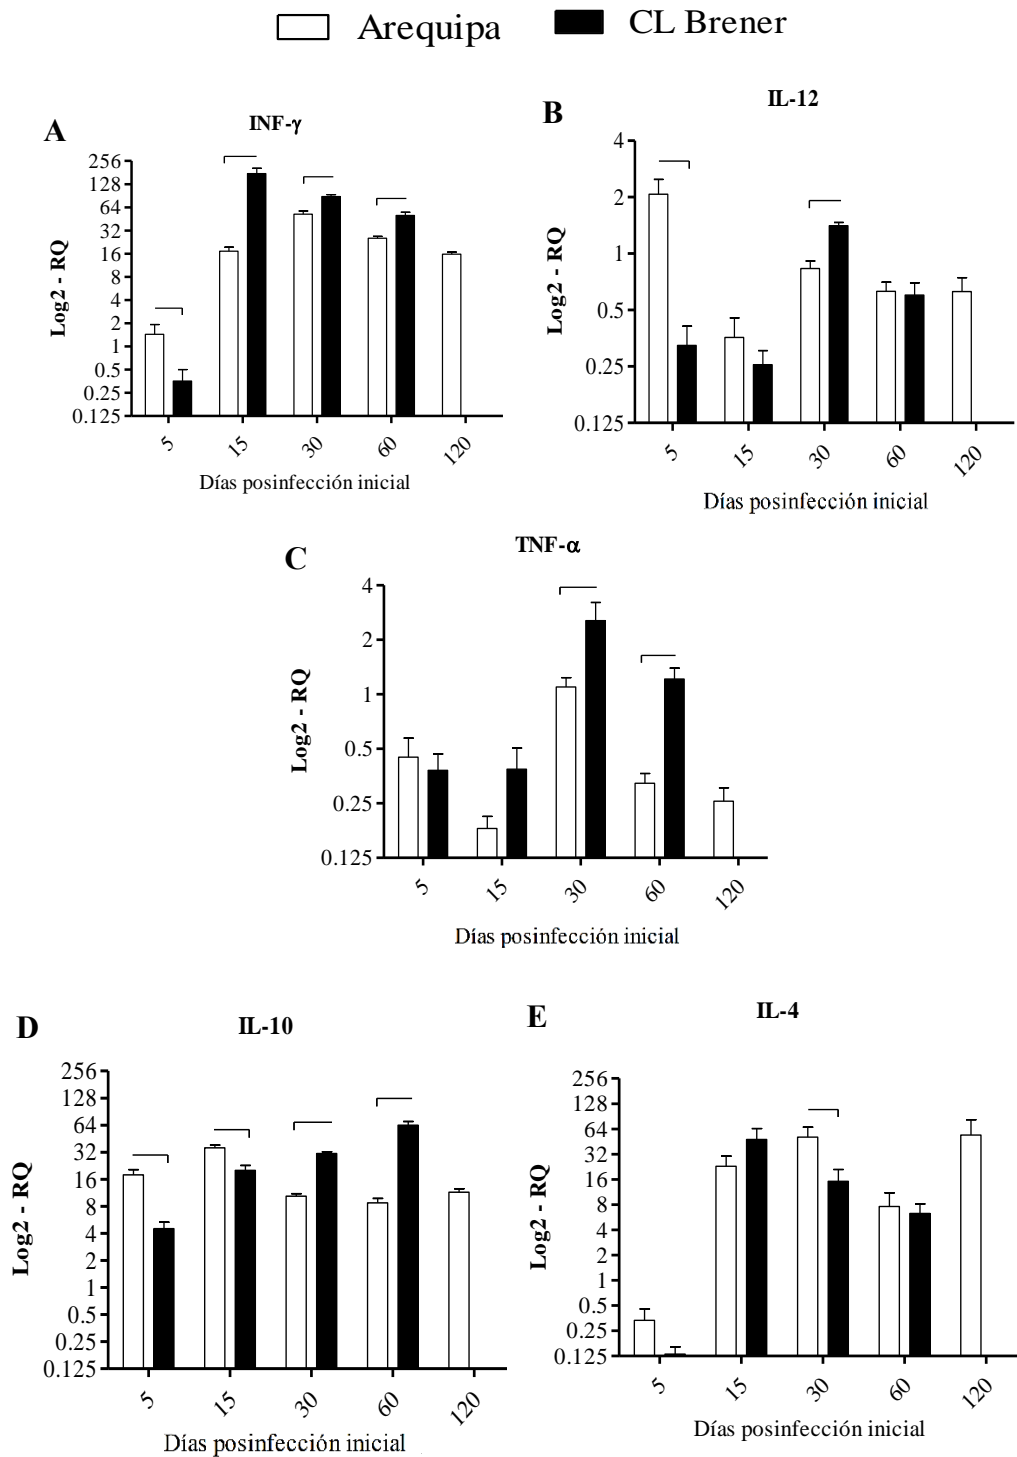 Arequipa CL Brener
A
INF-γ
256
128
64
32
16
8
4
2
1
0.5
0.25
0.125
Log2 - RQ
5 15 30 60 120
Días posinfección inicial
B
IL-12
4
2
1
0.5
0.25
0.125
Log2 - RQ
5 15 30 60 120
Días posinfección inicial
C
TNF-α
4
2
1
0.5
0.25
0.125
Log2 - RQ
5 15 30 60 120
Días posinfección inicial
D
IL-10
256
128
64
32
16
8
4
2
1
0.5
0.25
0.125
Log2 - RQ
5 15 30 60 120
Días posinfección inicial
E
IL-4
256
128
64
32
16
8
4
2
1
0.5
0.25
0.125
Log2 - RQ
5 15 30 60 120
Días posinfección inicial